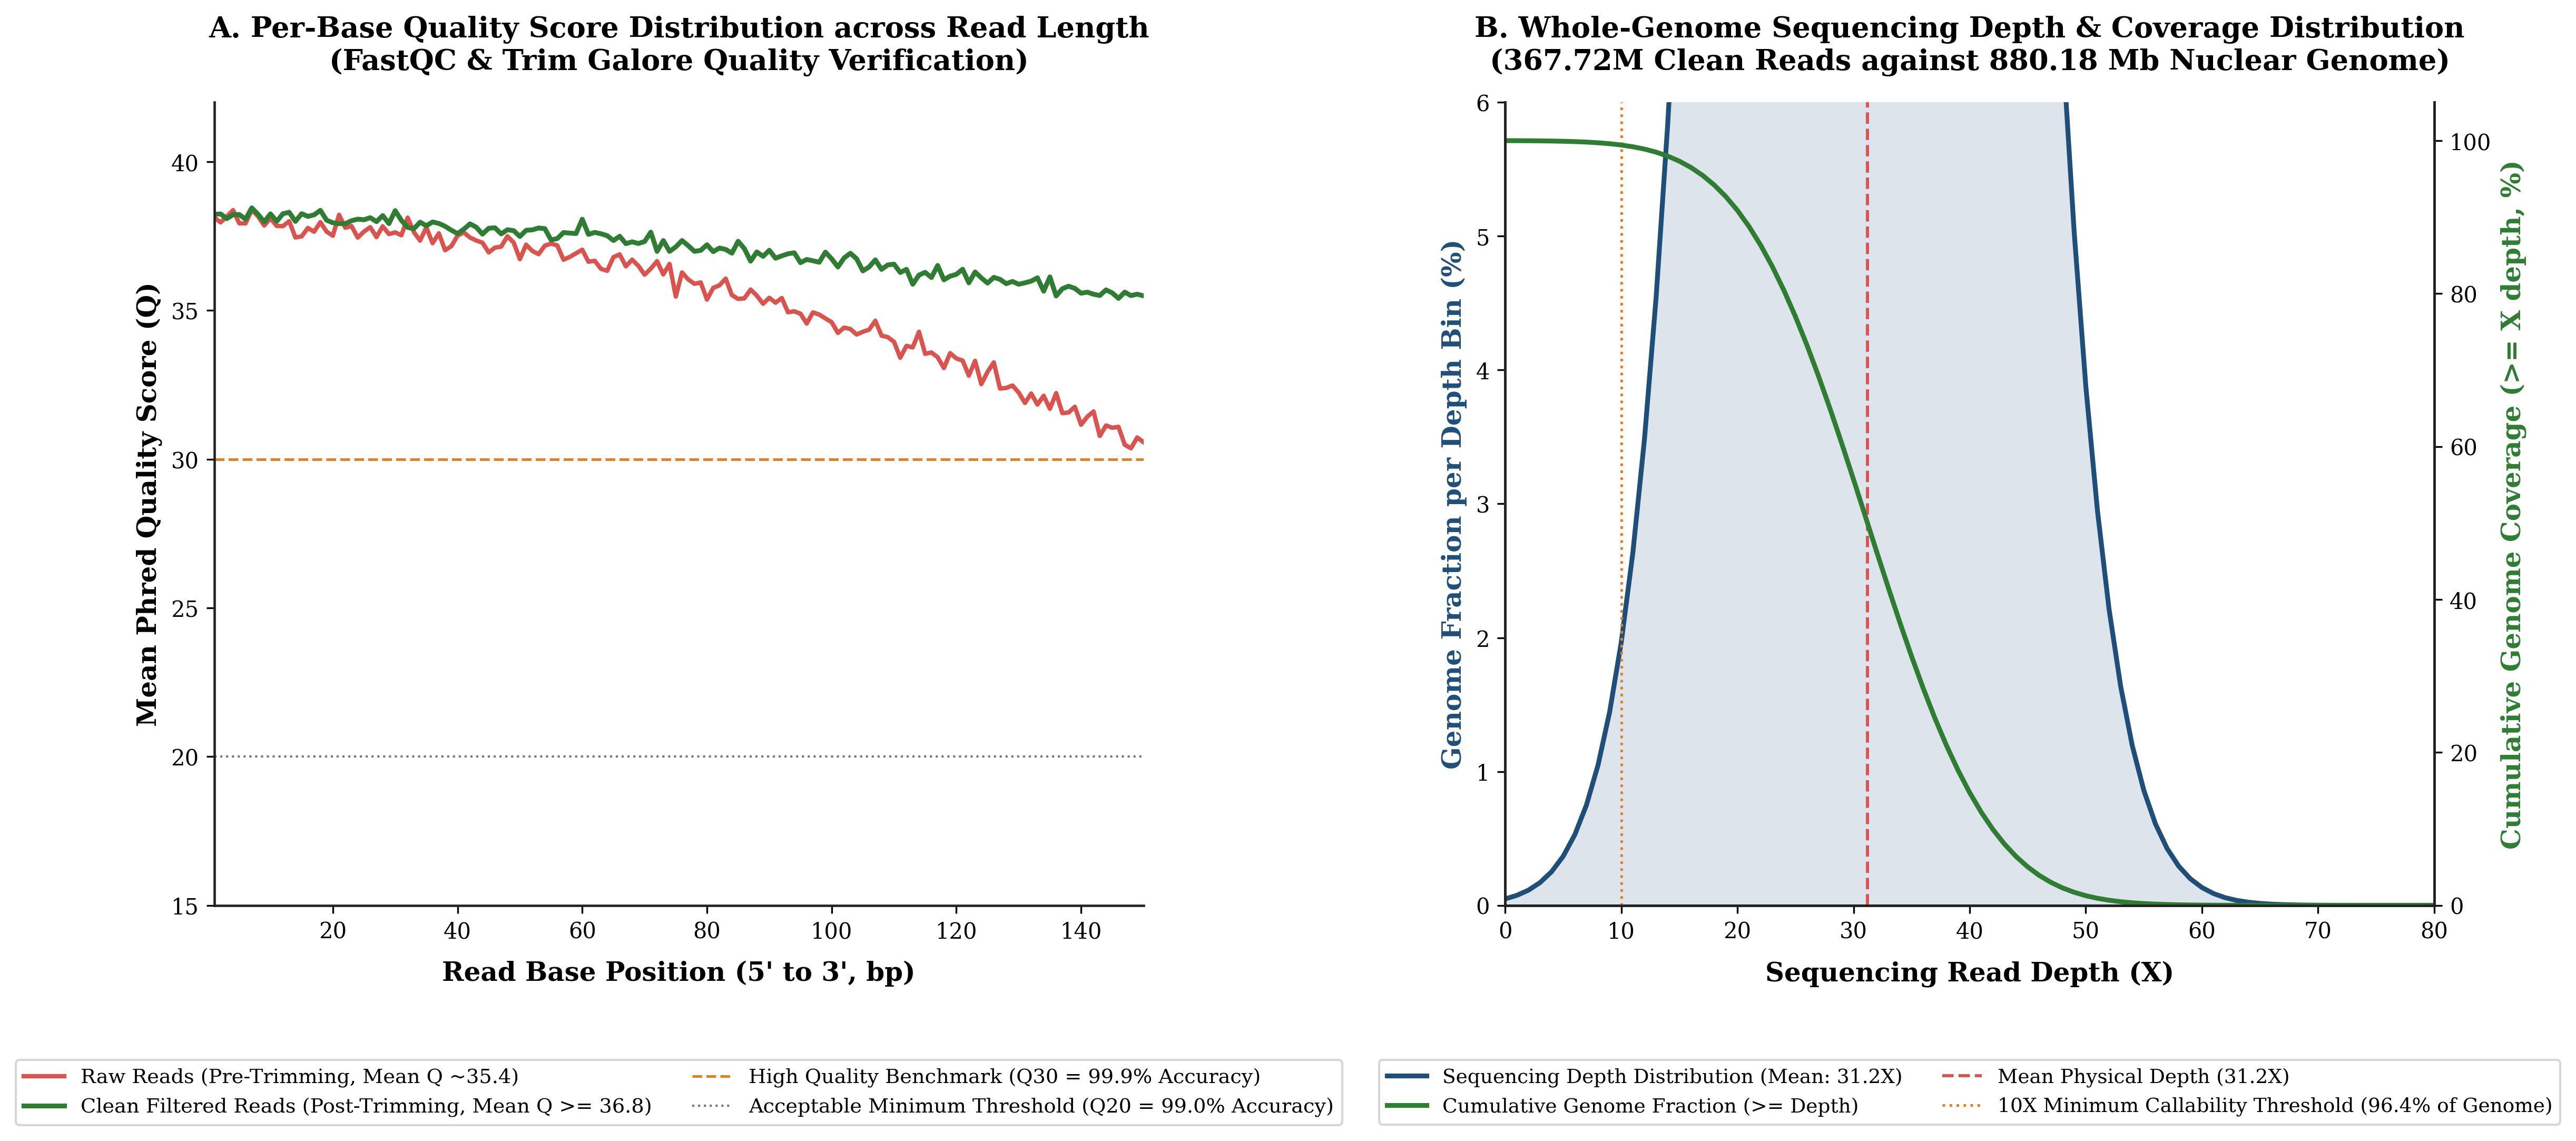 A. Per-Base Quality Score Distribution across Read Length
(FastQC & Trim Galore Quality Verification)
Mean Phred Quality Score (Q)
40
35
30
25
20
15
20
40
60
80
100
120
140
Read Base Position (5' to 3', bp)
Raw Reads (Pre-Trimming, Mean Q ~35.4)
Clean Filtered Reads (Post-Trimming, Mean Q >= 36.8)
High Quality Benchmark (Q30 = 99.9% Accuracy)
Acceptable Minimum Threshold (Q20 = 99.0% Accuracy)
B. Whole-Genome Sequencing Depth & Coverage Distribution
(367.72M Clean Reads against 880.18 Mb Nuclear Genome)
Genome Fraction per Depth Bin (%)
6
5
4
3
2
1
0
0
10
20
30
40
50
60
70
80
Sequencing Read Depth (X)
100
80
60
40
20
0
Cumulative Genome Coverage (>= X depth, %)
Sequencing Depth Distribution (Mean: 31.2X)
Cumulative Genome Fraction (>= Depth)
Mean Physical Depth (31.2X)
10X Minimum Callability Threshold (96.4% of Genome)